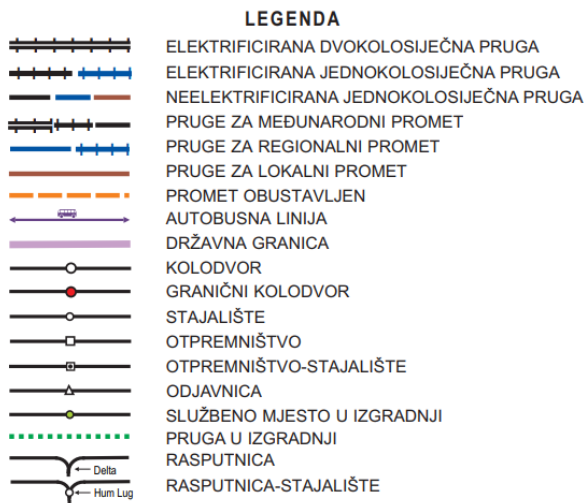 LEGENDA
ELEKTRIFICIRANA DVOKOLOSIJEČNA PRUGA
ELEKTRIFICIRANA JEDNOKOLOSIJEČNA PRUGA
NEELEKTRIFICIRANA JEDNOKOLOSIJEČNA PRUGA
PRUGE ZA MEĐUNARODNI PROMET
PRUGE ZA REGIONALNI PROMET
PRUGE ZA LOKALNI PROMET
PROMET OBUSTAVLJEN
AUTOBUSNA LINIJA
DRŽAVNA GRANICA
KOLODVOR
GRANIČNI KOLODVOR
STAJALIŠTE
OTPREMNIŠTVO
OTPREMNIŠTVO-STAJALIŠTE
ODJAVNICA
SLUŽBENO MJESTO U IZGRADNJI
PRUGA U IZGRADNJI
RASPUTNICA
Delta
RASPUTNICA-STAJALIŠTE
Hum Lug